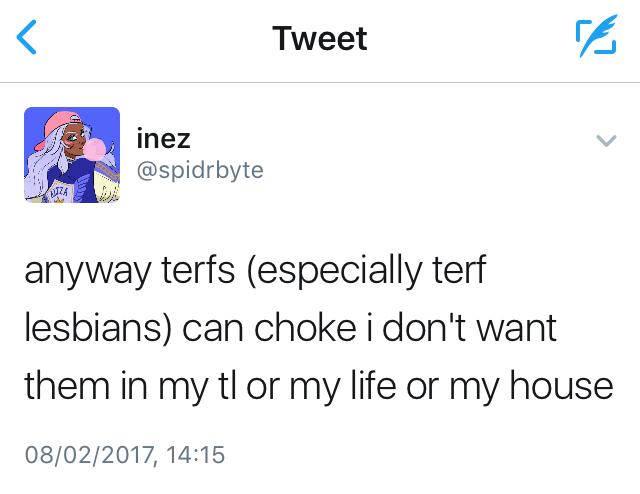 Tweet
inez
@spidrbyte
anyway terfs (especially terf
lesbians) can choke i don't want
them in my tl or my life or my house
08/02/2017, 14:15